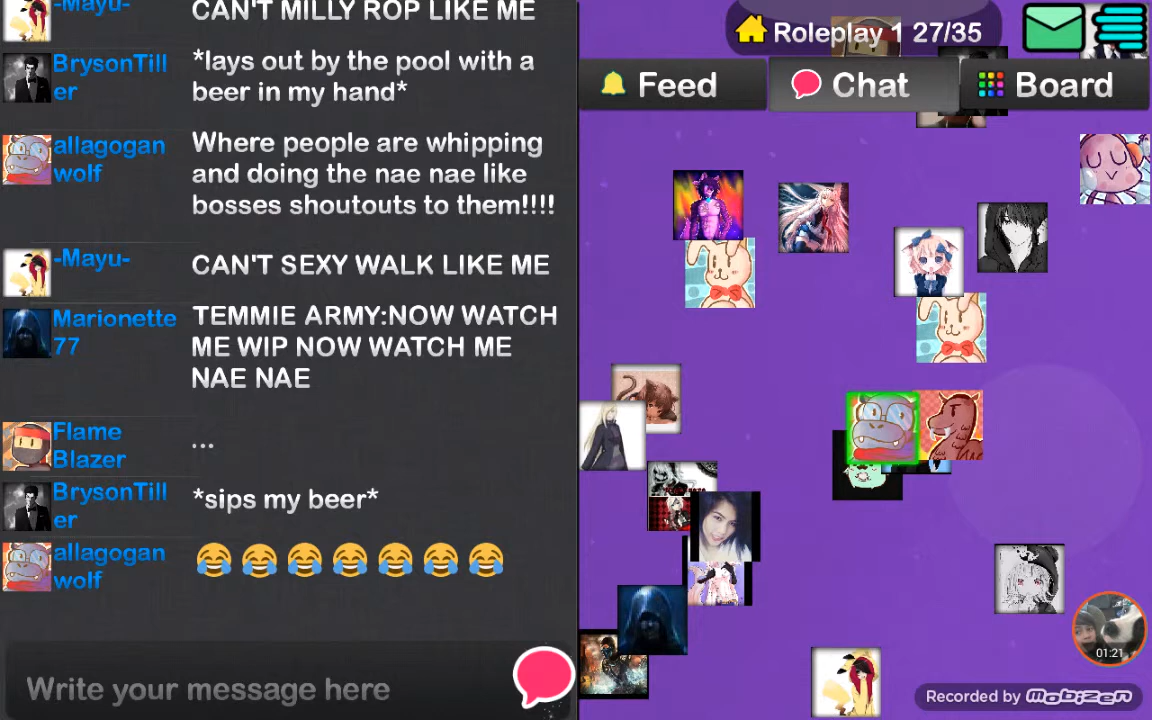 -Mayu-
CAN'T MILLY ROP LIKE ME
BrysonTill
er
*lays out by the pool with a
beer in my hand*
allagogan
wolf
Where people are whipping
and doing the nae nae like
bosses shoutouts to them!!!!
-Mayu-
CAN'T SEXY WALK LIKE ME
Marionette
77
TEMMIE ARMY:NOW WATCH
ME WIP NOW WATCH ME
NAE NAE
Flame
Blazer
...
BrysonTill
er
*sips my beer*
allagogan
wolf
😂😂😂😂😂😂😂
Write your message here
Roleplay 1 27/35
Feed
Chat
Board
01:21
Recorded by mobizen